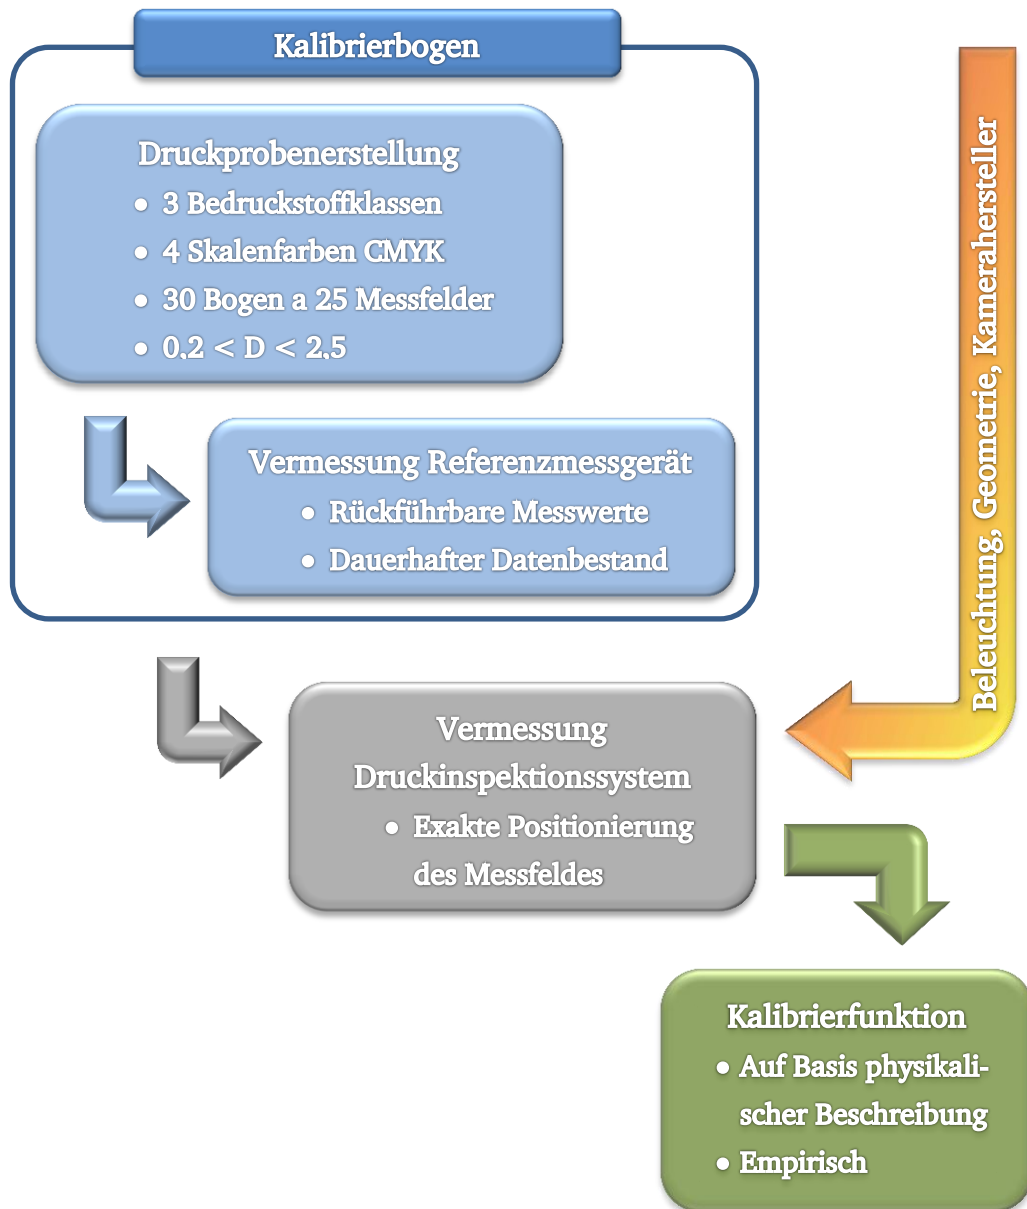 Kalibrierbogen
Druckprobenerstellung
• 3 Bedruckstoffklassen
• 4 Skalenfarben CMYK
• 30 Bogen a 25 Messfelder
• 0,2 < D < 2,5
Vermessung Referenzmessgerät
• Rückführbare Messwerte
• Dauerhafter Datenbestand
Beleuchtung, Geometrie, Kamerahersteller
Vermessung
Druckinspektionssystem
• Exakte Positionierung
des Messfeldes
Kalibrierfunktion
• Auf Basis physikali-
scher Beschreibung
• Empirisch